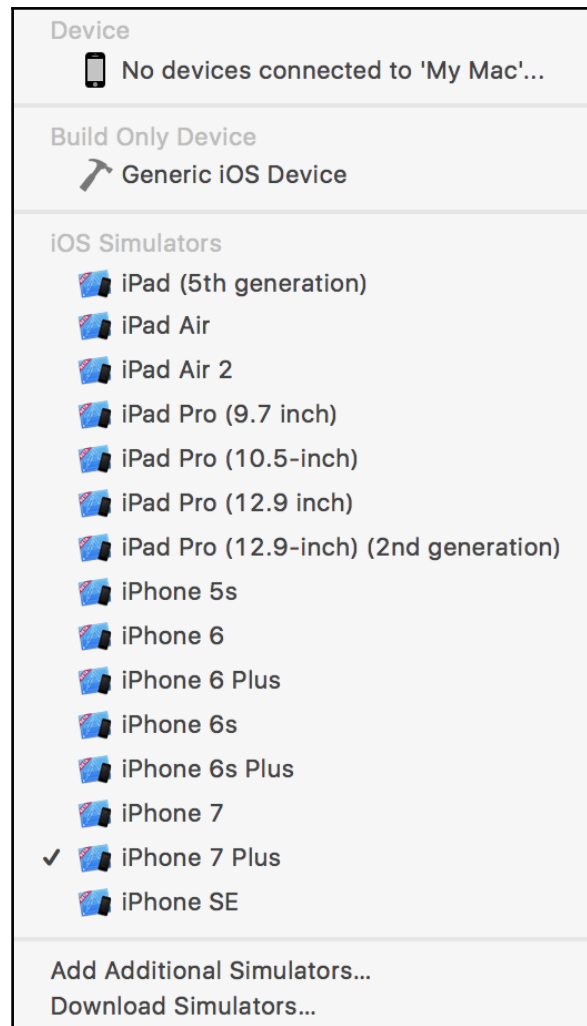 Device
No devices connected to 'My Mac'...
Build Only Device
Generic iOS Device
iOS Simulators
iPad (5th generation)
iPad Air
iPad Air 2
iPad Pro (9.7 inch)
iPad Pro (10.5-inch)
iPad Pro (12.9 inch)
iPad Pro (12.9-inch) (2nd generation)
iPhone 5s
iPhone 6
iPhone 6 Plus
iPhone 6s
iPhone 6s Plus
iPhone 7
✓ iPhone 7 Plus
iPhone SE
Add Additional Simulators...
Download Simulators...